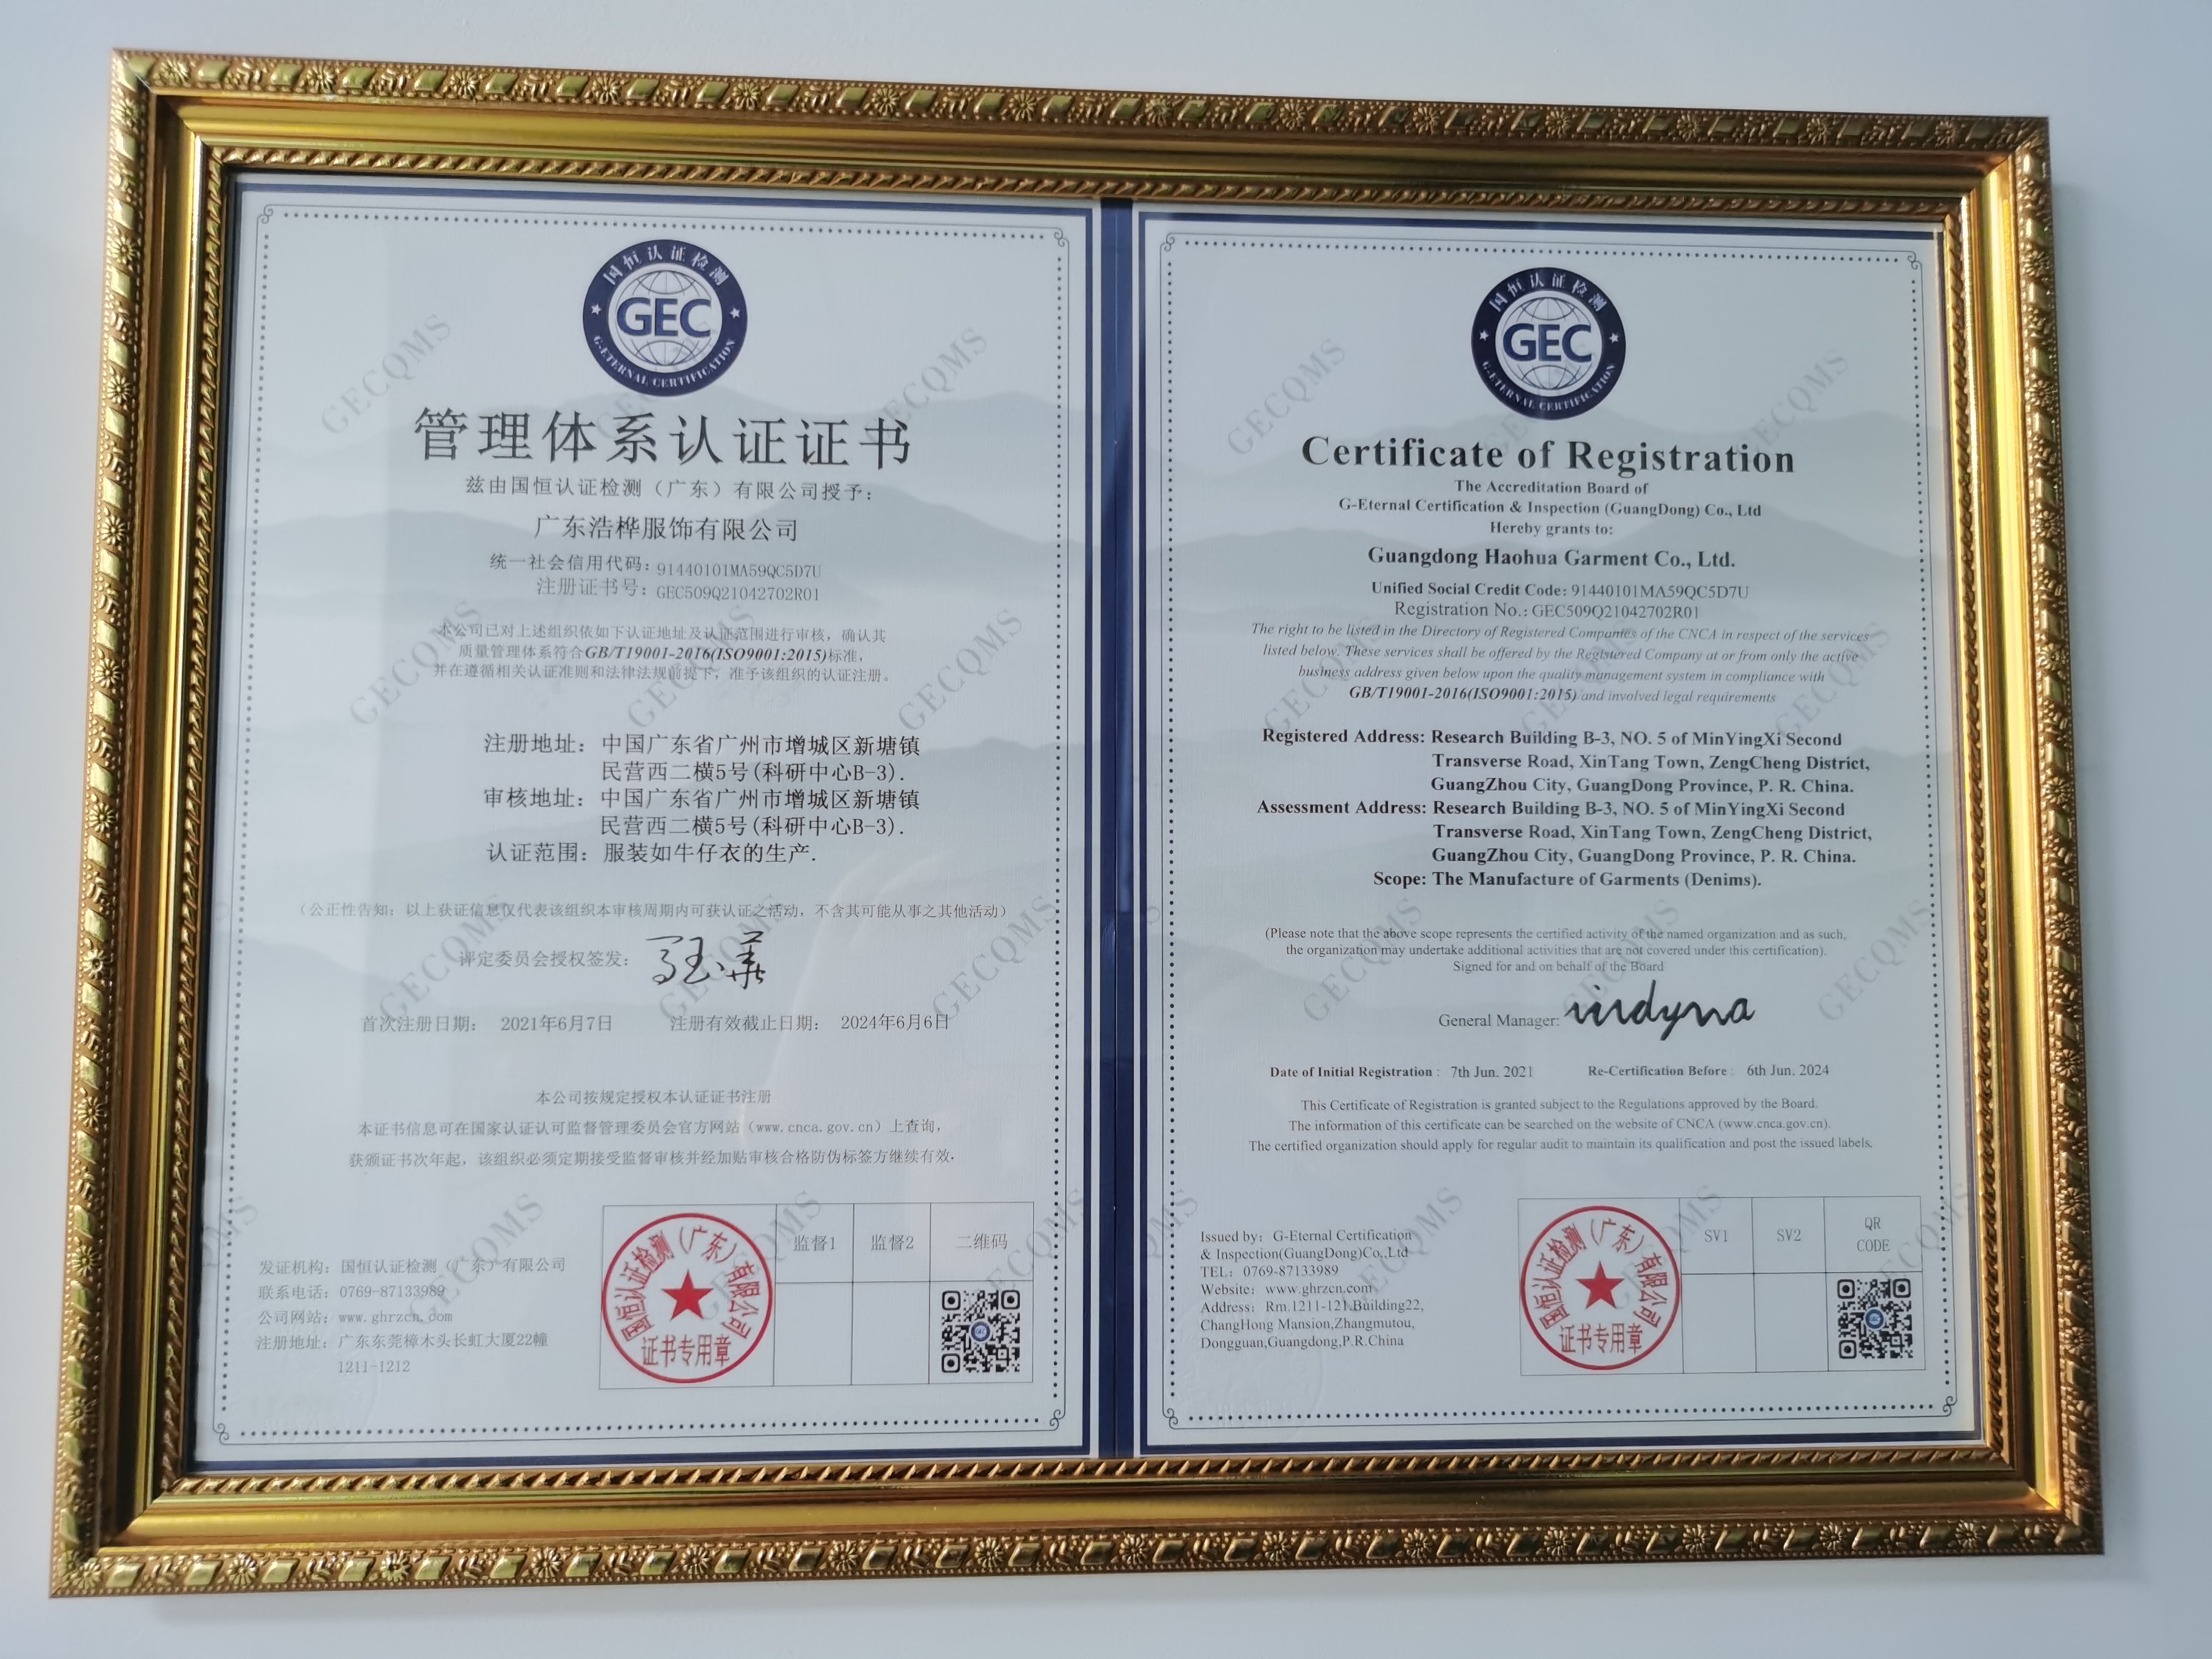 国恒认证检测
GEC
G-ETERNAL CERTIFICATION
管理体系认证证书
兹由国恒认证检测（广东）有限公司授予：
广东浩桦服饰有限公司
统一社会信用代码：91440101MA59QC5D7U
注册证书号：GEC509Q21042702R01
本公司已对上述组织依如下认证地址及认证范围进行审核，确认其
质量管理体系符合GB/T19001-2016(ISO9001:2015)标准，
并在遵循相关认证准则和法律法规前提下，准予该组织的认证注册。
注册地址：中国广东省广州市增城区新塘镇
民营西二横5号(科研中心B-3).
审核地址：中国广东省广州市增城区新塘镇
民营西二横5号(科研中心B-3).
认证范围：服装如牛仔衣的生产.
（公正性告知：以上获证信息仅代表该组织本审核周期内可获认证之活动，不含其可能从事之其他活动）
评定委员会授权签发：
首次注册日期： 2021年6月7日 注册有效截止日期： 2024年6月6日
本公司按规定授权本认证证书注册
本证书信息可在国家认证认可监督管理委员会官方网站（www.cnca.gov.cn）上查询，
获颁证书次年起，该组织必须定期接受监督审核并经加贴审核合格防伪标签方继续有效.
发证机构：国恒认证检测（广东）有限公司
联系电话：0769-87133989
公司网站：www.ghrzcn.com
注册地址：广东东莞樟木头长虹大厦22幢
1211-1212
国恒认证检测（广东）有限公司
证书专用章
监督1 监督2 二维码
国恒认证检测
GEC
G-ETERNAL CERTIFICATION
Certificate of Registration
The Accreditation Board of
G-Eternal Certification & Inspection (GuangDong) Co., Ltd
Hereby grants to:
Guangdong Haohua Garment Co., Ltd.
Unified Social Credit Code: 91440101MA59QC5D7U
Registration No.: GEC509Q21042702R01
The right to be listed in the Directory of Registered Companies of the CNCA in respect of the services
listed below. These services shall be offered by the Registered Company at or from only the active
business address given below upon the quality management system in compliance with
GB/T19001-2016(ISO9001:2015) and involved legal requirements
Registered Address: Research Building B-3, NO. 5 of MinYingXi Second
Transverse Road, XinTang Town, ZengCheng District,
GuangZhou City, GuangDong Province, P. R. China.
Assessment Address: Research Building B-3, NO. 5 of MinYingXi Second
Transverse Road, XinTang Town, ZengCheng District,
GuangZhou City, GuangDong Province, P. R. China.
Scope: The Manufacture of Garments (Denims).
(Please note that the above scope represents the certified activity of the named organization and as such,
the organization may undertake additional activities that are not covered under this certification).
Signed for and on behalf of the Board
General Manager:
Date of Initial Registration : 7th Jun. 2021 Re-Certification Before : 6th Jun. 2024
This Certificate of Registration is granted subject to the Regulations approved by the Board.
The information of this certificate can be searched on the website of CNCA (www.cnca.gov.cn).
The certified organization should apply for regular audit to maintain its qualification and post the issued labels.
Issued by: G-Eternal Certification
& Inspection(GuangDong)Co.,Ltd
TEL: 0769-87133989
Website: www.ghrzcn.com
Address: Rm.1211-121 Building22,
ChangHong Mansion,Zhangmutou,
Dongguan,Guangdong,P.R.China
国恒认证检测（广东）有限公司
证书专用章
SV1 SV2 QR
CODE
GECQMS